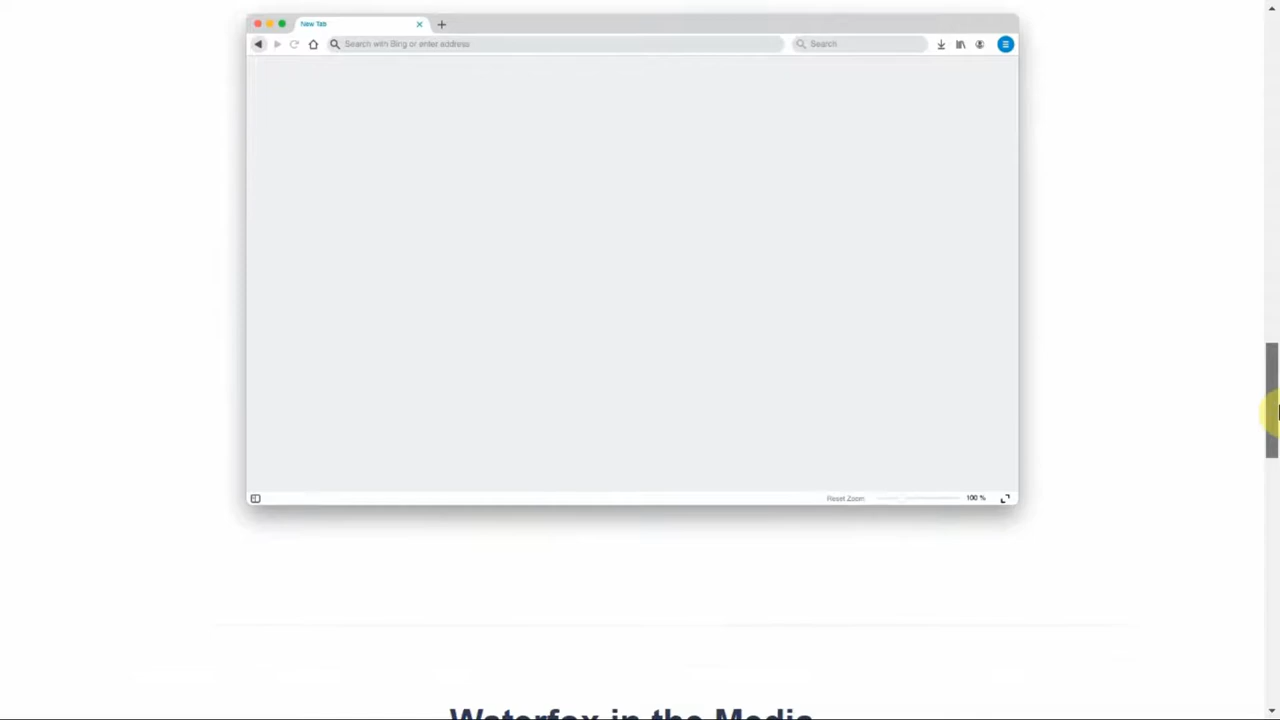 New Tab
Search with Bing or enter address
Search
Reset Zoom
100 %
Waterfox in the Media